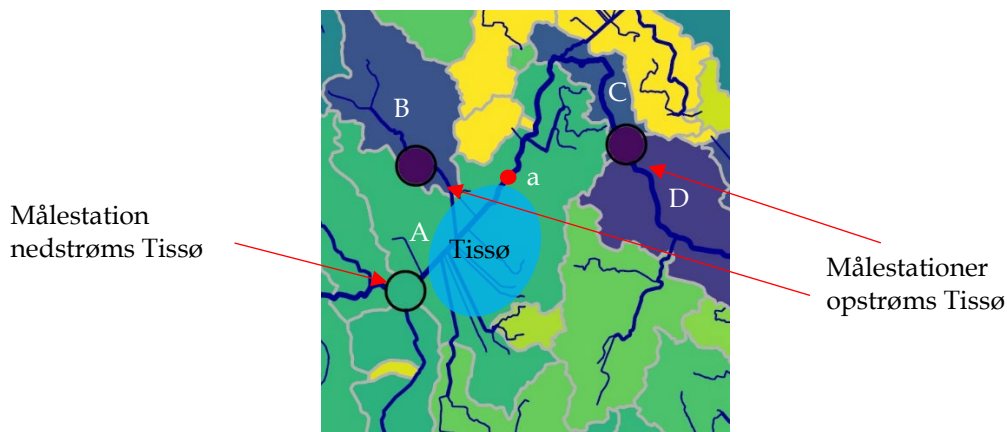 B
C
a
D
Målestation
nedstrøms Tissø
A
Tissø
Målestationer
opstrøms Tissø